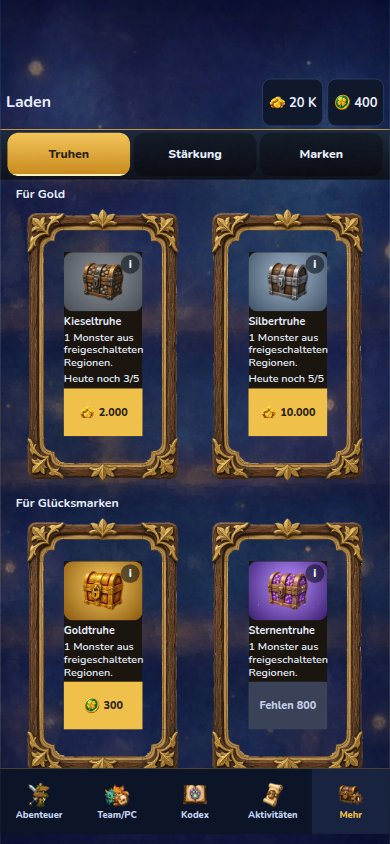 Laden
20 K
400
Truhen
Stärkung
Marken
Für Gold
i
Kieseltruhe
1 Monster aus
freigeschalteten
Regionen.
Heute noch 3/5
2.000
i
Silbertruhe
1 Monster aus
freigeschalteten
Regionen.
Heute noch 5/5
10.000
Für Glücksmarken
i
Goldtruhe
1 Monster aus
freigeschalteten
Regionen.
300
i
Sternentruhe
1 Monster aus
freigeschalteten
Regionen.
Fehlen 800
Abenteuer
Team/PC
Kodex
Aktivitäten
Mehr